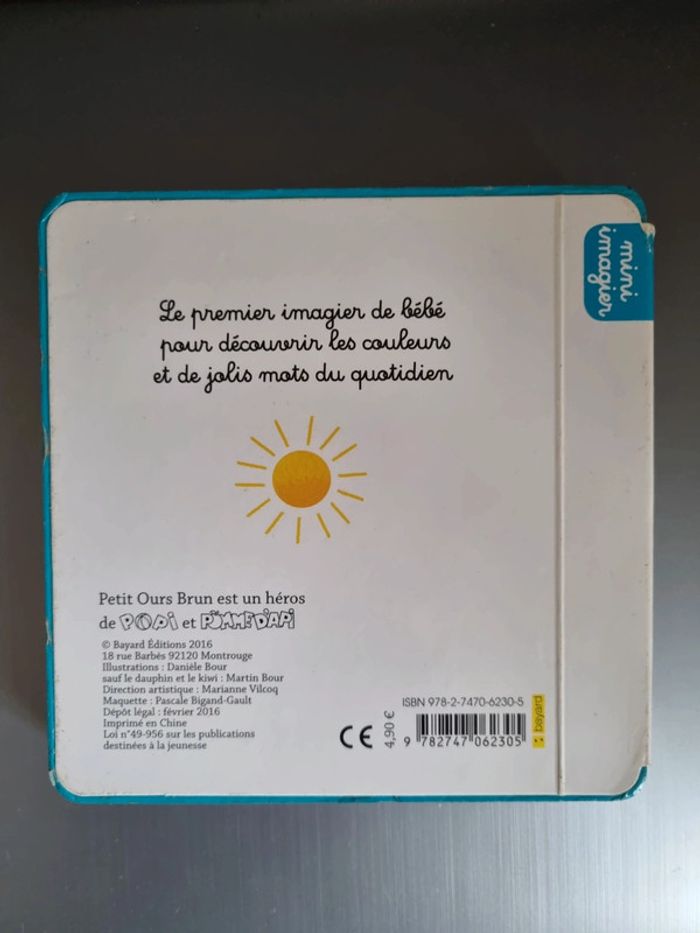 mini
imagier
Le premier imagier de bébé
pour découvrir les couleurs
et de jolis mots du quotidien
Petit Ours Brun est un héros
de POPi et POMME D'API
© Bayard Éditions 2016
18 rue Barbès 92120 Montrouge
Illustrations : Danièle Bour
sauf le dauphin et le kiwi : Martin Bour
Direction artistique : Marianne Vilcoq
Maquette : Pascale Bigand-Gault
Dépôt légal : février 2016
Imprimé en Chine
Loi n°49-956 sur les publications
destinées à la jeunesse
CE
4,90 €
ISBN 978-2-7470-6230-5
9 782747 062305
bayard